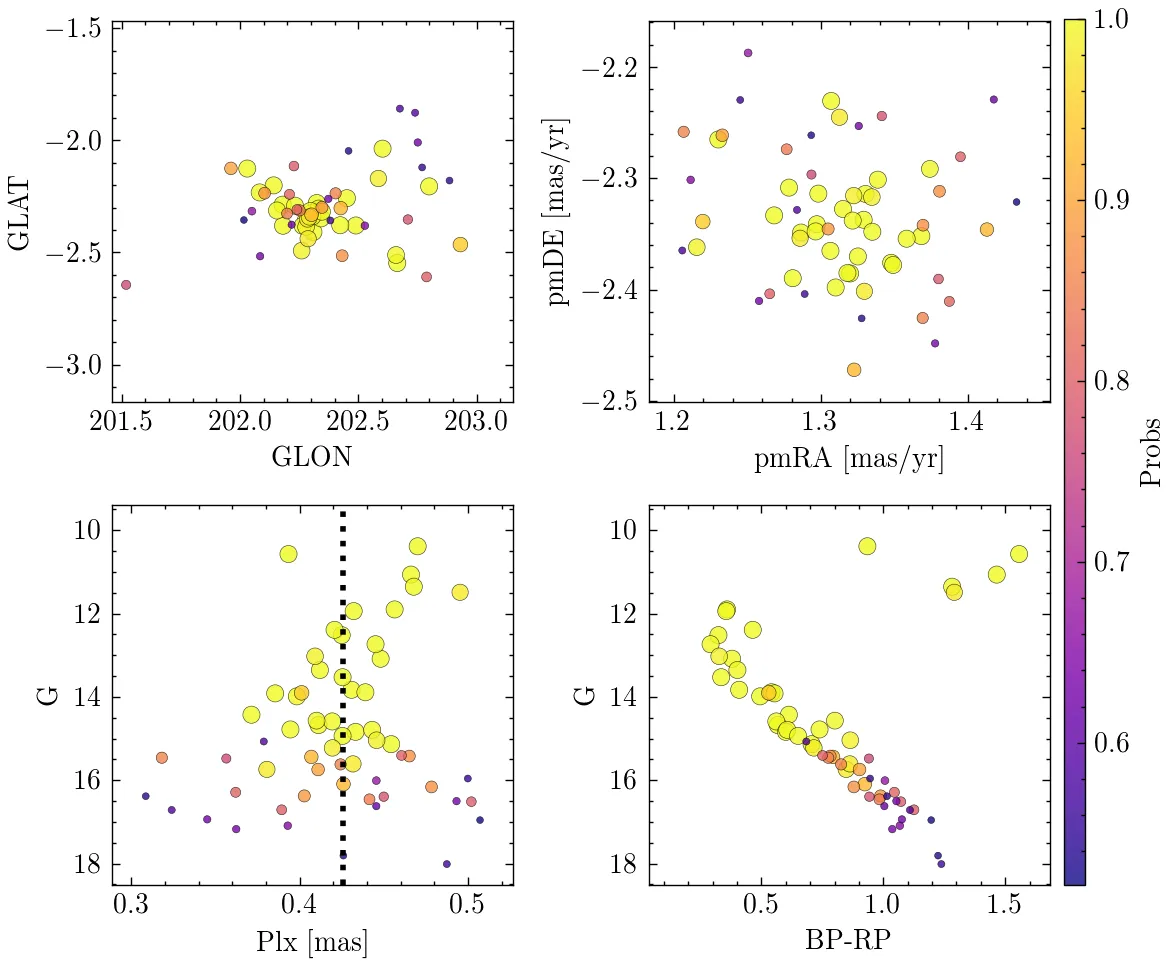 −1.5
−2.0
−2.5
−3.0
GLAT
201.5 202.0 202.5 203.0
GLON
−2.2
−2.3
−2.4
−2.5
pmDE [mas/yr]
1.2 1.3 1.4
pmRA [mas/yr]
10
12
14
16
18
G
0.3 0.4 0.5
Plx [mas]
10
12
14
16
18
G
0.5 1.0 1.5
BP-RP
1.0
0.9
0.8
0.7
0.6
Probs